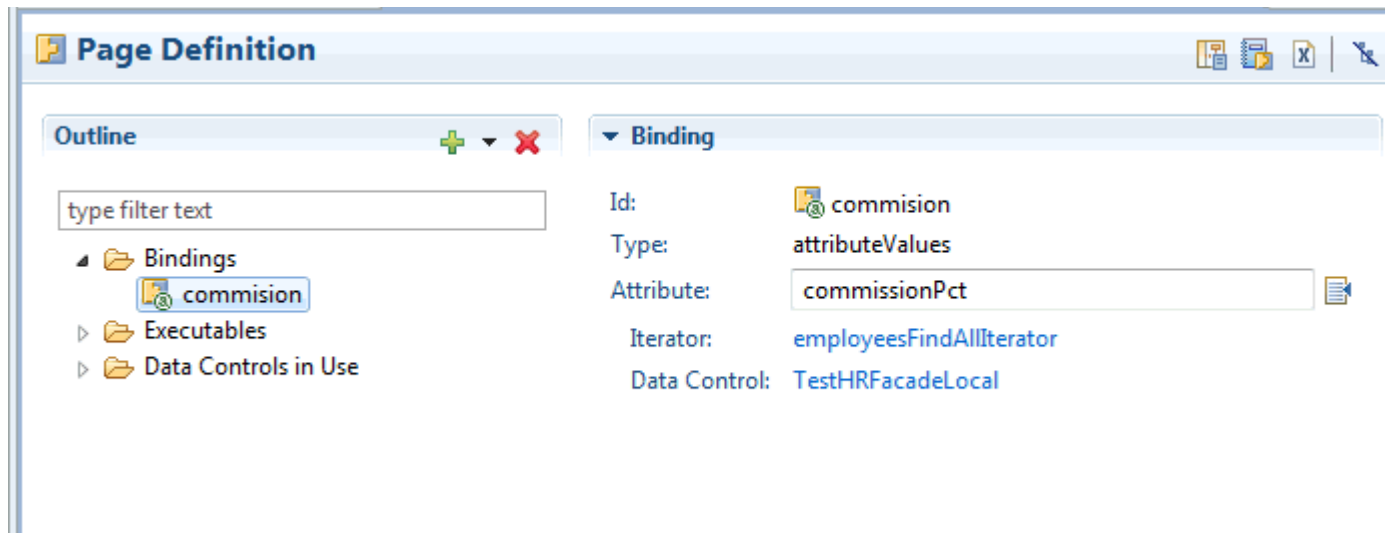 Page Definition
Outline
Binding
type filter text
Bindings
commision
Executables
Data Controls in Use
Id: commision
Type: attributeValues
Attribute: commissionPct
Iterator: employeesFindAllIterator
Data Control: TestHRFacadeLocal